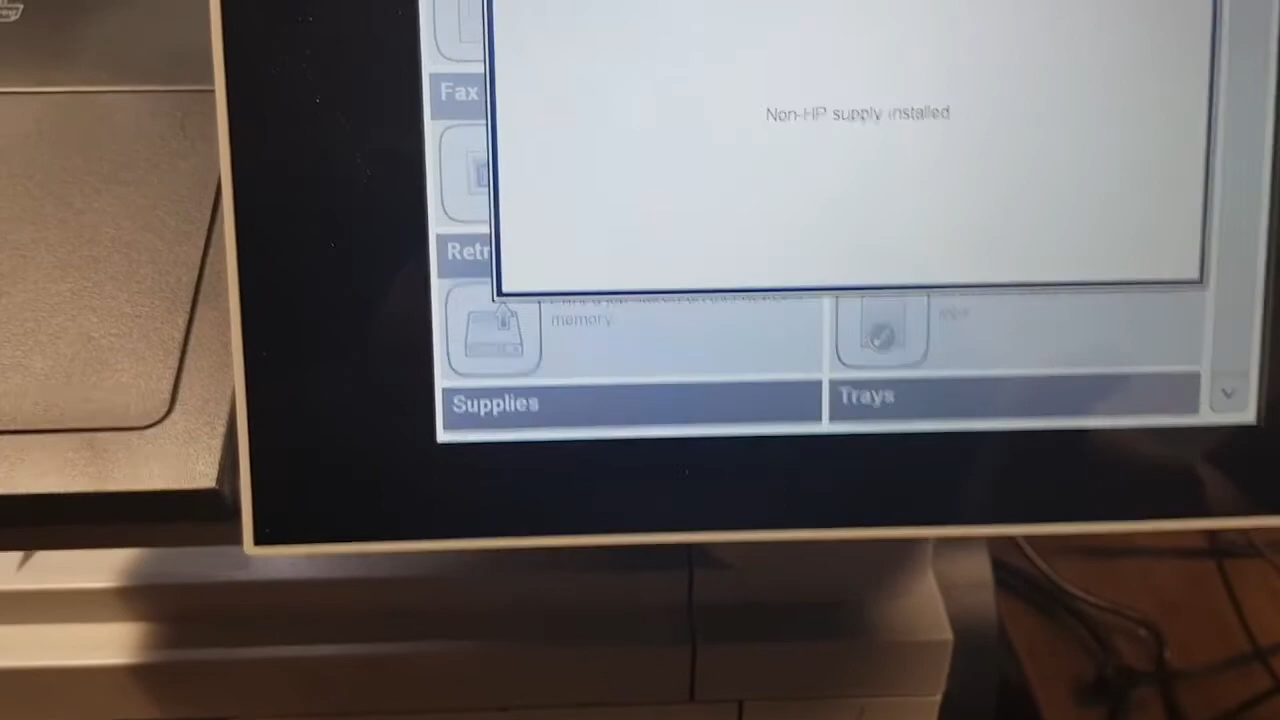 Fax
Non-HP supply installed
Retr
memory.
Supplies
Trays